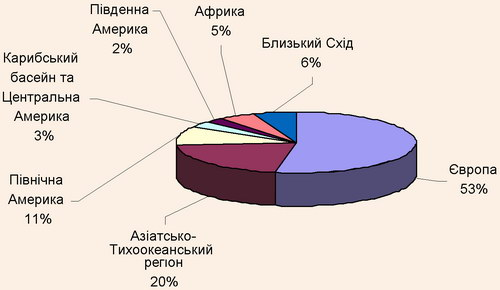 Південна
Америка
2%
Африка
5%
Близький Схід
6%
Карибський
басейн та
Центральна
Америка
3%
Європа
53%
Північна
Америка
11%
Азіатсько-
Тихоокеанський
регіон
20%